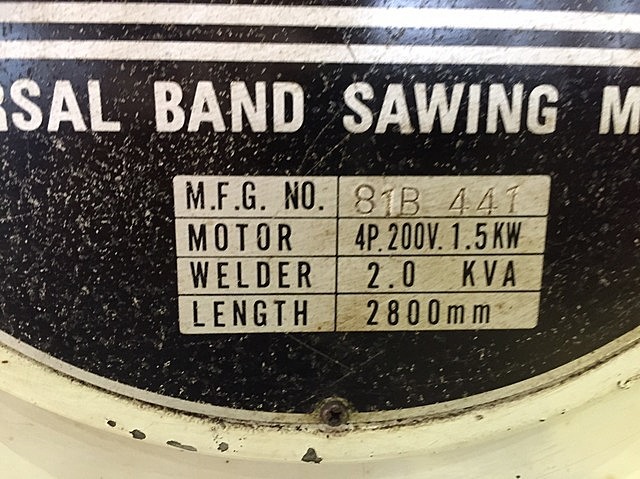 RSAL BAND SAWING M
M.F.G. NO. 81B 441
MOTOR 4P. 200V. 1.5KW
WELDER 2.0 KVA
LENGTH 2800mm